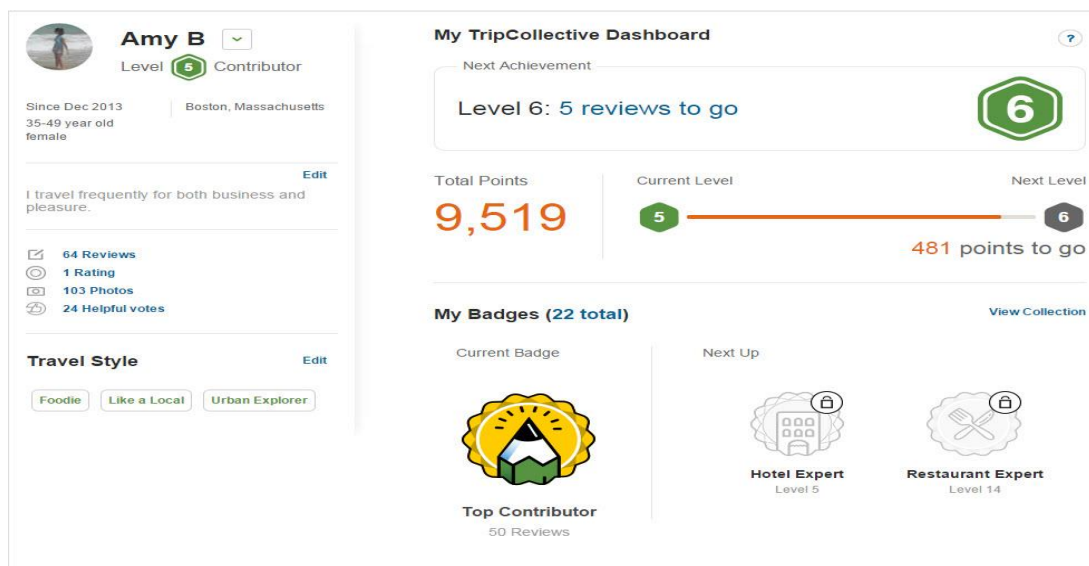 Amy B
Level 5 Contributor
Since Dec 2013
Boston, Massachusetts
35-49 year old
female
Edit
I travel frequently for both business and
pleasure.
64 Reviews
1 Rating
103 Photos
24 Helpful votes
Travel Style
Edit
Foodie
Like a Local
Urban Explorer
My TripCollective Dashboard
?
Next Achievement
Level 6: 5 reviews to go
6
Total Points
9,519
Current Level
Next Level
5
6
481 points to go
My Badges (22 total)
View Collection
Current Badge
Next Up
Top Contributor
50 Reviews
Hotel Expert
Level 5
Restaurant Expert
Level 14